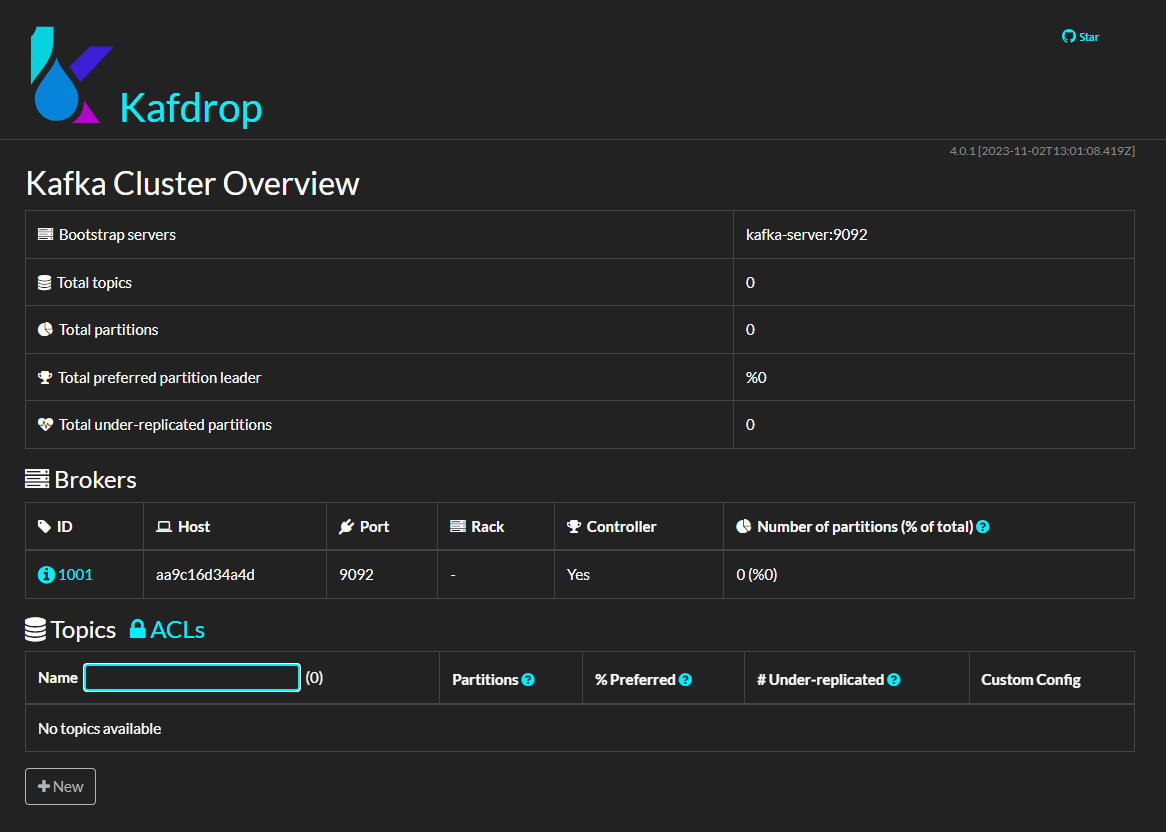 Star
Kafdrop
4.0.1 [2023-11-02T13:01:08.419Z]
Kafka Cluster Overview
Bootstrap servers kafka-server:9092
Total topics 0
Total partitions 0
Total preferred partition leader %0
Total under-replicated partitions 0
Brokers
ID Host Port Rack Controller Number of partitions (% of total) ?
1001 aa9c16d34a4d 9092 - Yes 0 (%0)
Topics ACLs
Name (0) Partitions ? % Preferred ? # Under-replicated ? Custom Config
No topics available
+ New